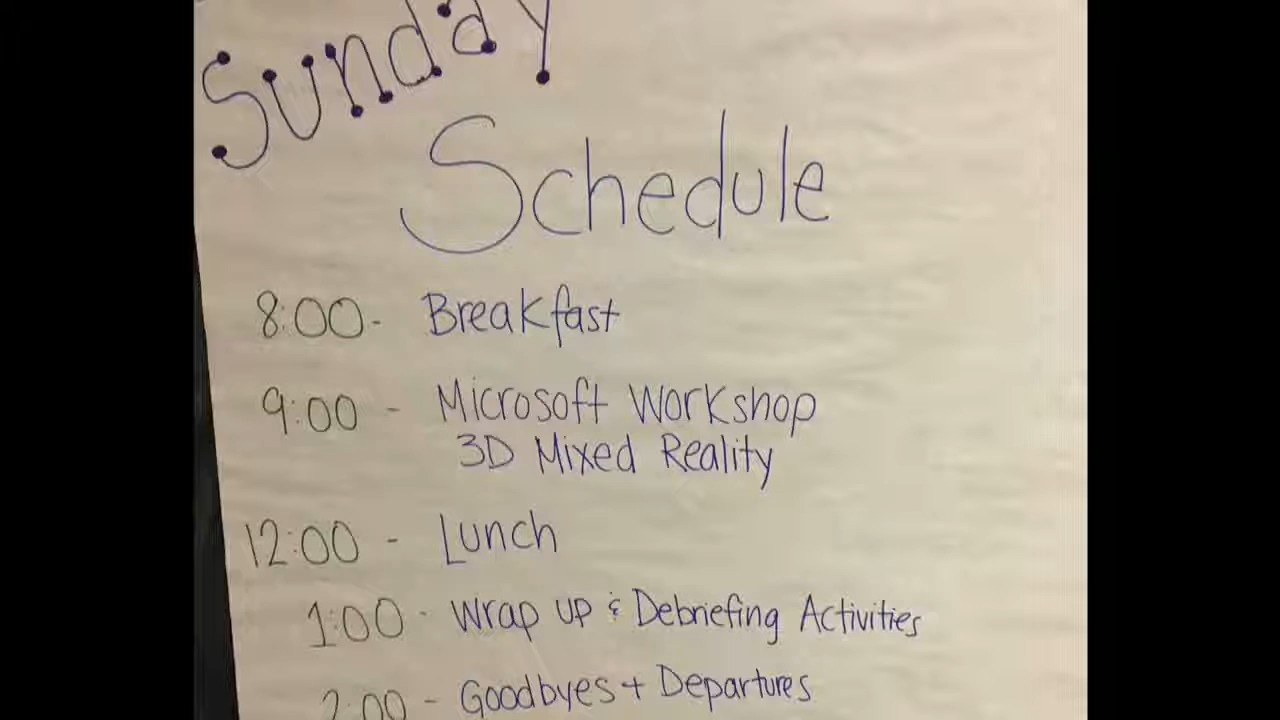 Sunday
Schedule
8:00- Breakfast
9:00 - Microsoft Workshop
3D Mixed Reality
12:00 - Lunch
1:00 - Wrap up & Debriefing Activities
2:00 - Goodbyes + Departures